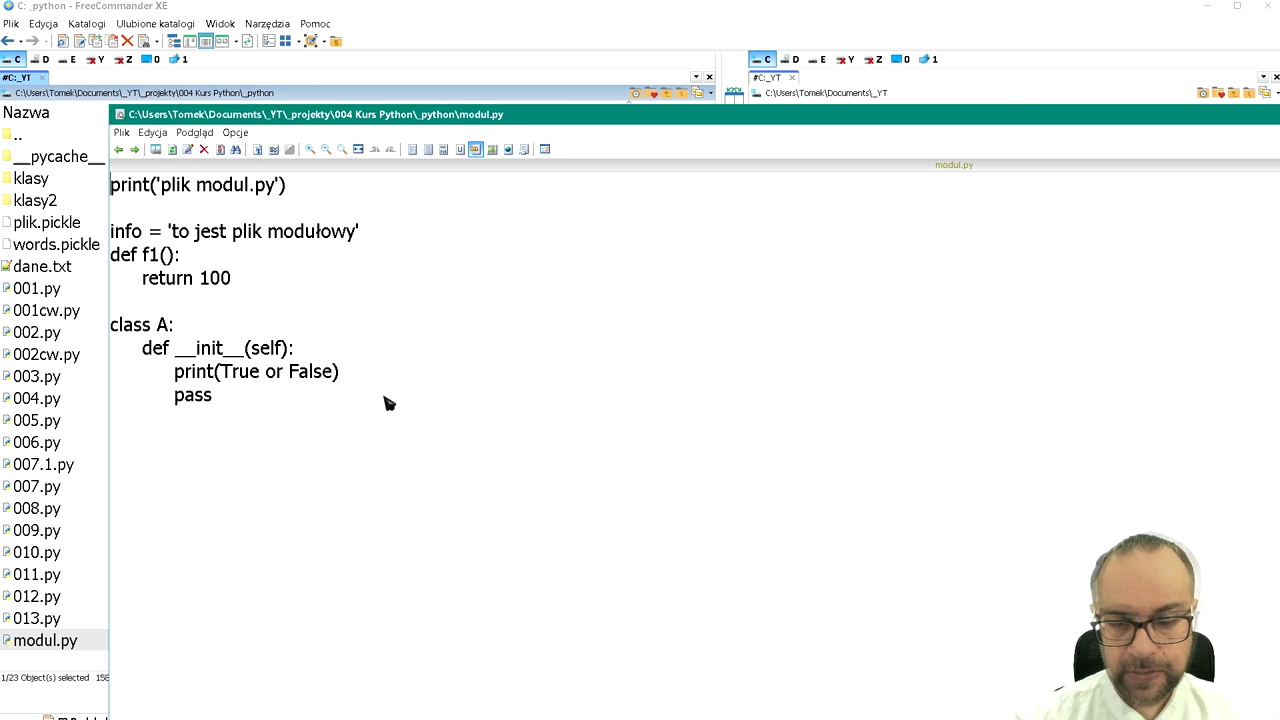 C: _python - FreeCommander XE
Plik Edycja Katalogi Ulubione katalogi Widok Narzędzia Pomoc
C D E Y Z 0 1
C D E Y Z 0 1
#C:_YT
#C:_YT
C:\Users\Tomek\Documents\_YT\_projekty\004 Kurs Python\_python
C:\Users\Tomek\Documents\_YT
Nazwa
..
__pycache__
klasy
klasy2
plik.pickle
words.pickle
dane.txt
001.py
001cw.py
002.py
002cw.py
003.py
004.py
005.py
006.py
007.1.py
007.py
008.py
009.py
010.py
011.py
012.py
013.py
modul.py
1/23 Object(s) selected 158
C:\Users\Tomek\Documents\_YT\_projekty\004 Kurs Python\_python\modul.py
Plik Edycja Podgląd Opcje
modul.py
print('plik modul.py')
info = 'to jest plik modułowy'
def f1():
return 100
class A:
def __init__(self):
print(True or False)
pass